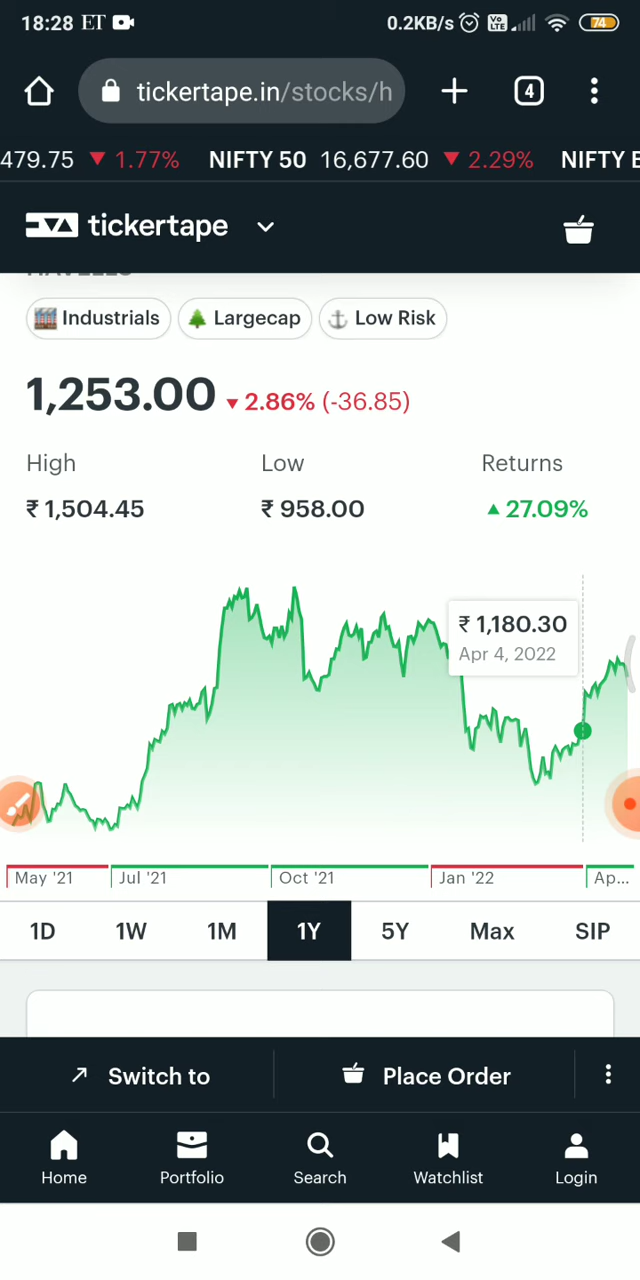 18:28 ET 0.2KB/s Vo LTE 74
tickertape.in/stocks/h 4
479.75 ▼ 1.77% NIFTY 50 16,677.60 ▼ 2.29% NIFTY
tickertape
Industrials Largecap Low Risk
1,253.00 ▼ 2.86% (-36.85)
High Low Returns
₹ 1,504.45 ₹ 958.00 ▲ 27.09%
₹ 1,180.30
Apr 4, 2022
May '21 Jul '21 Oct '21 Jan '22 Ap...
1D 1W 1M 1Y 5Y Max SIP
Switch to Place Order
Home Portfolio Search Watchlist Login